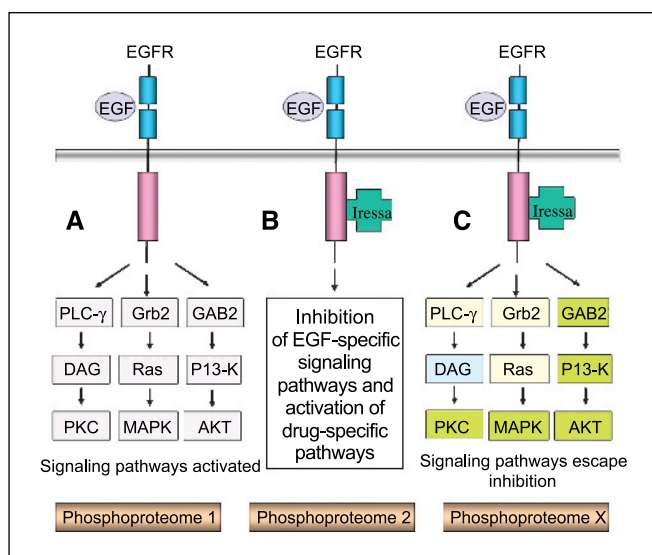 EGFR
EGF
A
PLC-γ Grb2 GAB2
DAG Ras P13-K
PKC MAPK AKT
Signaling pathways activated
Phosphoproteome 1
EGFR
EGF
Iressa
B
Inhibition
of EGF-specific
signaling
pathways and
activation of
drug-specific
pathways
Phosphoproteome 2
EGFR
EGF
Iressa
C
PLC-γ Grb2 GAB2
DAG Ras P13-K
PKC MAPK AKT
Signaling pathways escape
inhibition
Phosphoproteome X